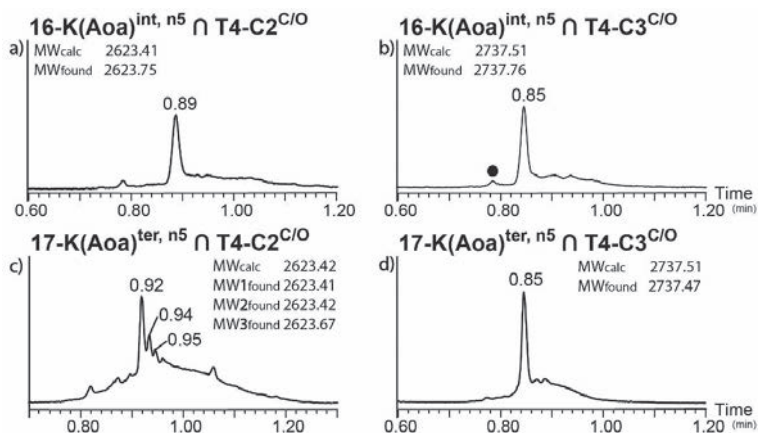 16-K(Aoa)^int, n5 ∩ T4-C2^C/O
a)
MWcalc 2623.41
MWfound 2623.75
0.89
0.60 0.80 1.00 1.20
16-K(Aoa)^int, n5 ∩ T4-C3^C/O
b)
MWcalc 2737.51
MWfound 2737.76
0.85
Time
(min)
0.60 0.80 1.00 1.20
17-K(Aoa)^ter, n5 ∩ T4-C2^C/O
c)
MWcalc 2623.42
MW1found 2623.41
MW2found 2623.42
MW3found 2623.67
0.92
0.94
0.95
0.80 1.00 1.20
17-K(Aoa)^ter, n5 ∩ T4-C3^C/O
d)
MWcalc 2737.51
MWfound 2737.47
0.85
Time
(min)
0.60 0.80 1.00 1.20